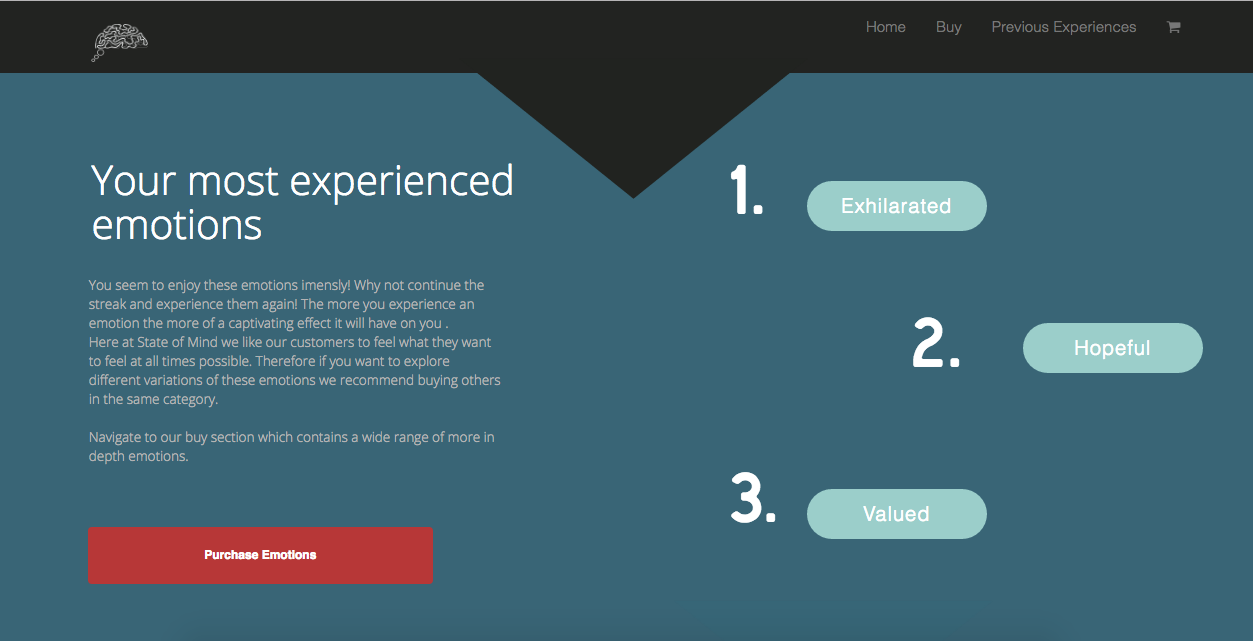 Home Buy Previous Experiences
Your most experienced
emotions
You seem to enjoy these emotions imensly! Why not continue the
streak and experience them again! The more you experience an
emotion the more of a captivating effect it will have on you .
Here at State of Mind we like our customers to feel what they want
to feel at all times possible. Therefore if you want to explore
different variations of these emotions we recommend buying others
in the same category.
Navigate to our buy section which contains a wide range of more in
depth emotions.
Purchase Emotions
1. Exhilarated
2. Hopeful
3. Valued